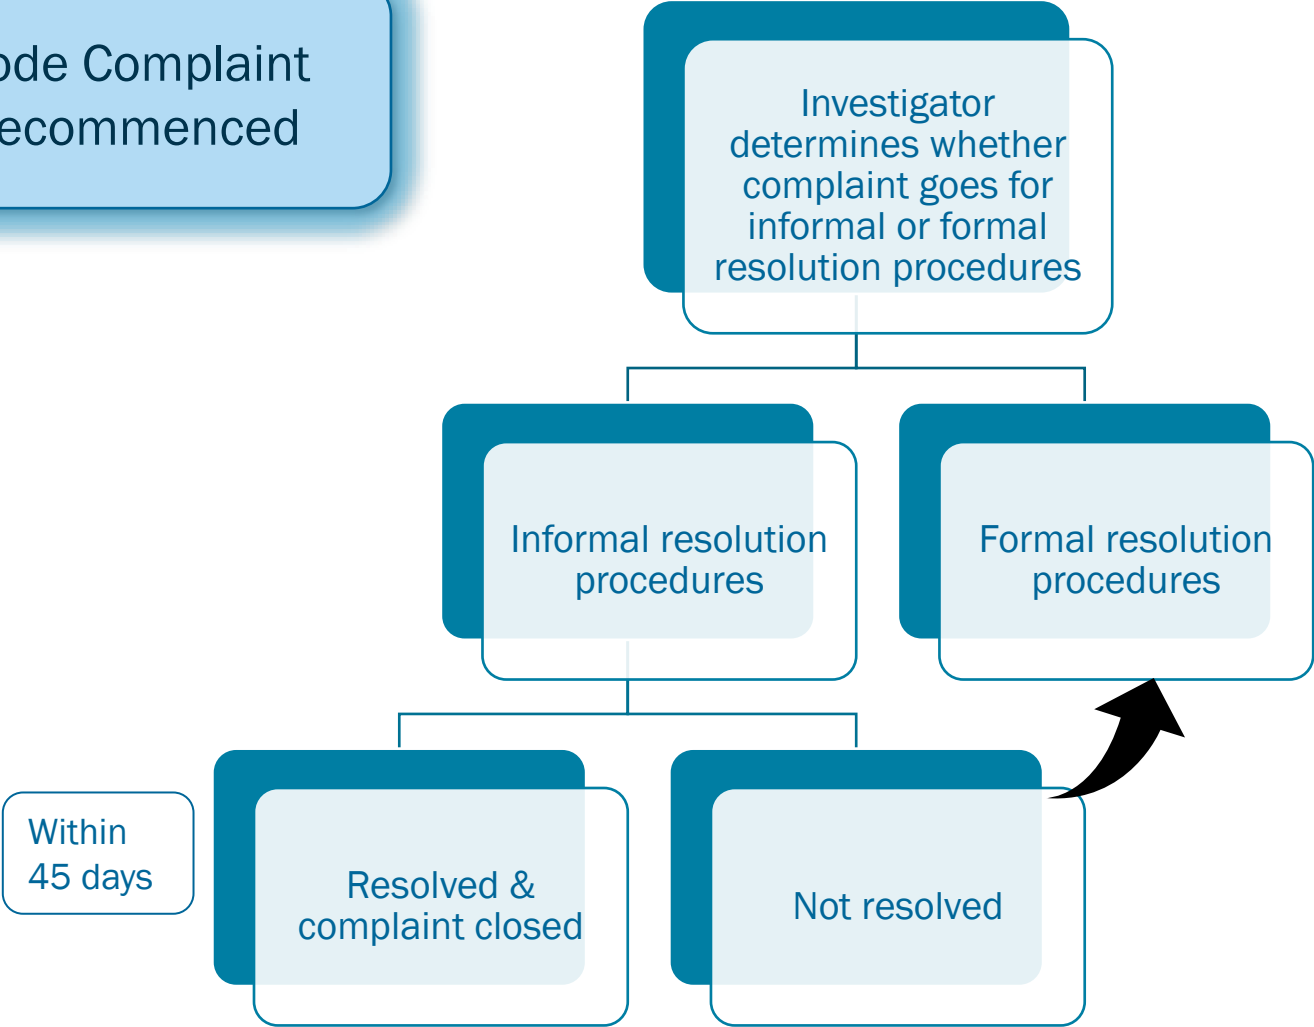 ode Complaint
ecommenced
Investigator
determines whether
complaint goes for
informal or formal
resolution procedures
Informal resolution
procedures
Formal resolution
procedures
Within
45 days
Resolved &
complaint closed
Not resolved